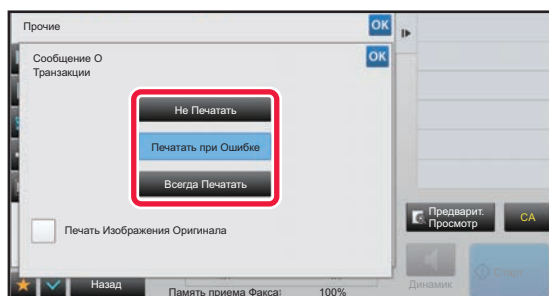 Прочие
OK
Сообщение О
Транзакции
OK
Не Печатать
Печатать при Ошибке
Всегда Печатать
Печать Изображения Оригинала
Предварит.
Просмотр
CA
Назад
Память приема Факса:
100%
Динамик
Старт